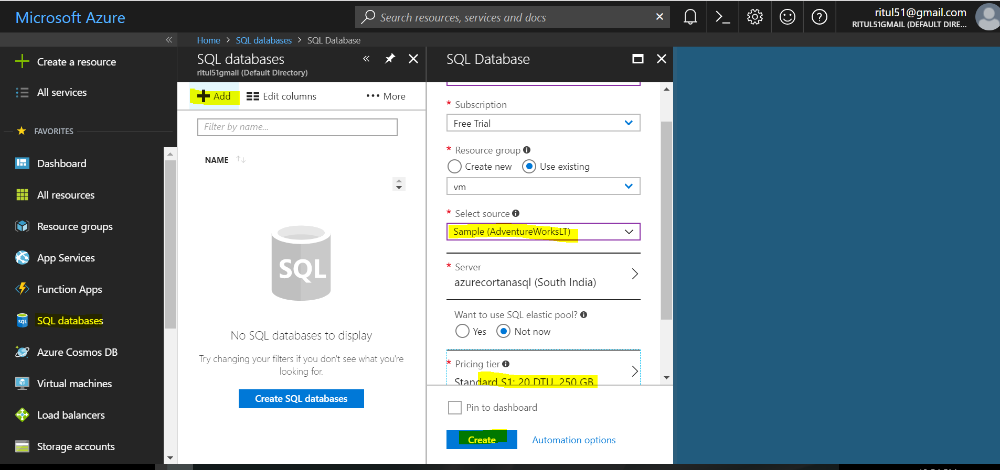 Microsoft Azure
Search resources, services and docs
ritul51@gmail.com
RITUL51GMAIL (DEFAULT DIRE...
Home > SQL databases > SQL Database
Create a resource
All services
FAVORITES
Dashboard
All resources
Resource groups
App Services
Function Apps
SQL
SQL databases
Azure Cosmos DB
Virtual machines
Load balancers
Storage accounts
SQL databases
ritul51gmail (Default Directory)
Add
Edit columns
More
Filter by name...
NAME
SQL
No SQL databases to display
Try changing your filters if you don't see what you're
looking for.
Create SQL databases
SQL Database
* Subscription
Free Trial
* Resource group
Create new
Use existing
vm
* Select source
Sample (AdventureWorksLT)
* Server
azurecortanasql (South India)
Want to use SQL elastic pool?
Yes
Not now
* Pricing tier
Standard S1: 20 DTU, 250 GB
Pin to dashboard
Create
Automation options